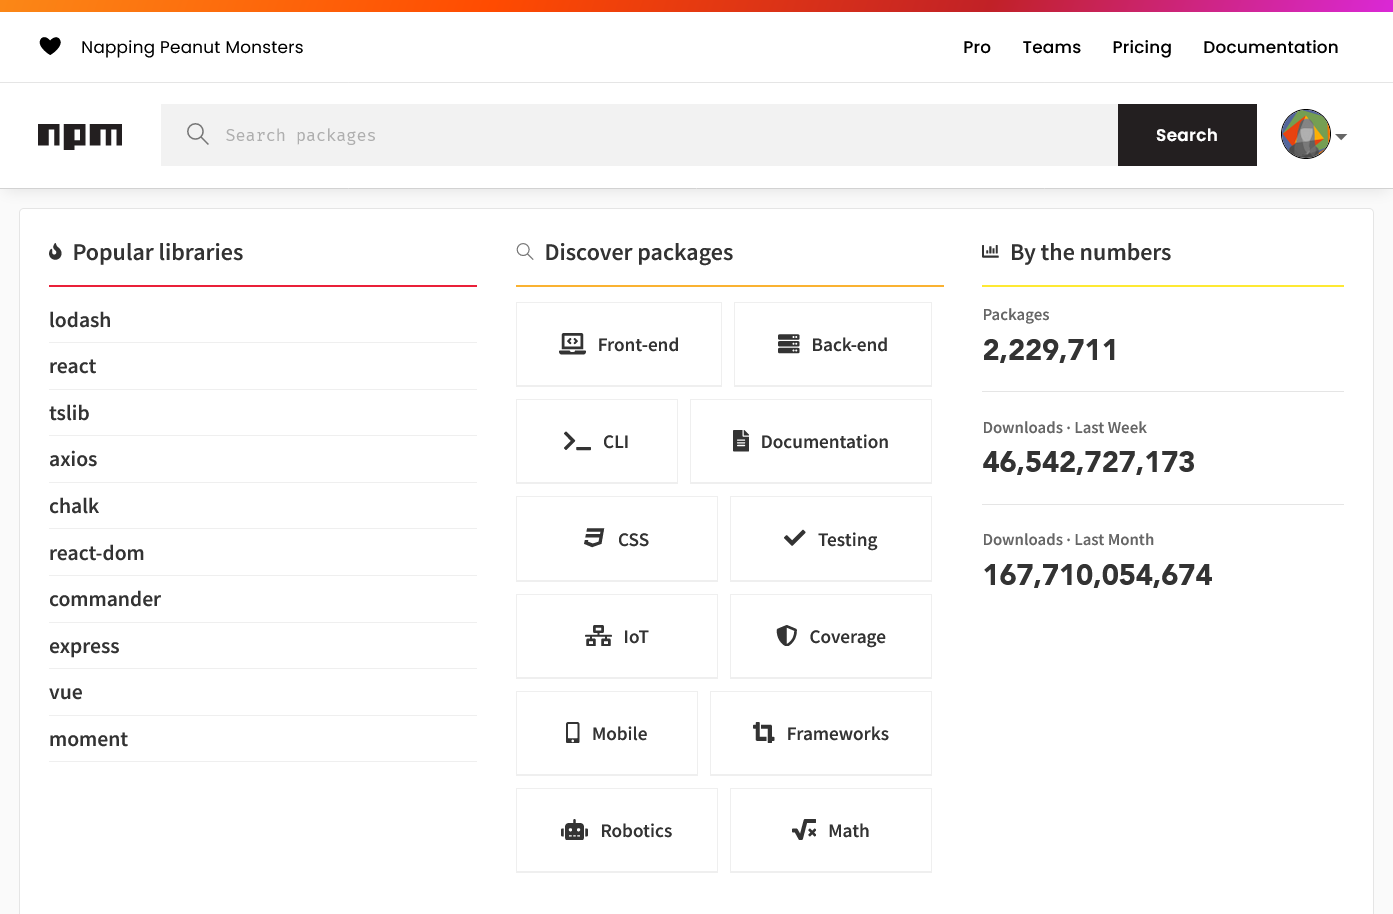 Napping Peanut Monsters
Pro Teams Pricing Documentation
npm
Search packages
Search
Popular libraries
lodash
react
tslib
axios
chalk
react-dom
commander
express
vue
moment
Discover packages
Front-end
Back-end
CLI
Documentation
CSS
Testing
IoT
Coverage
Mobile
Frameworks
Robotics
Math
By the numbers
Packages
2,229,711
Downloads · Last Week
46,542,727,173
Downloads · Last Month
167,710,054,674